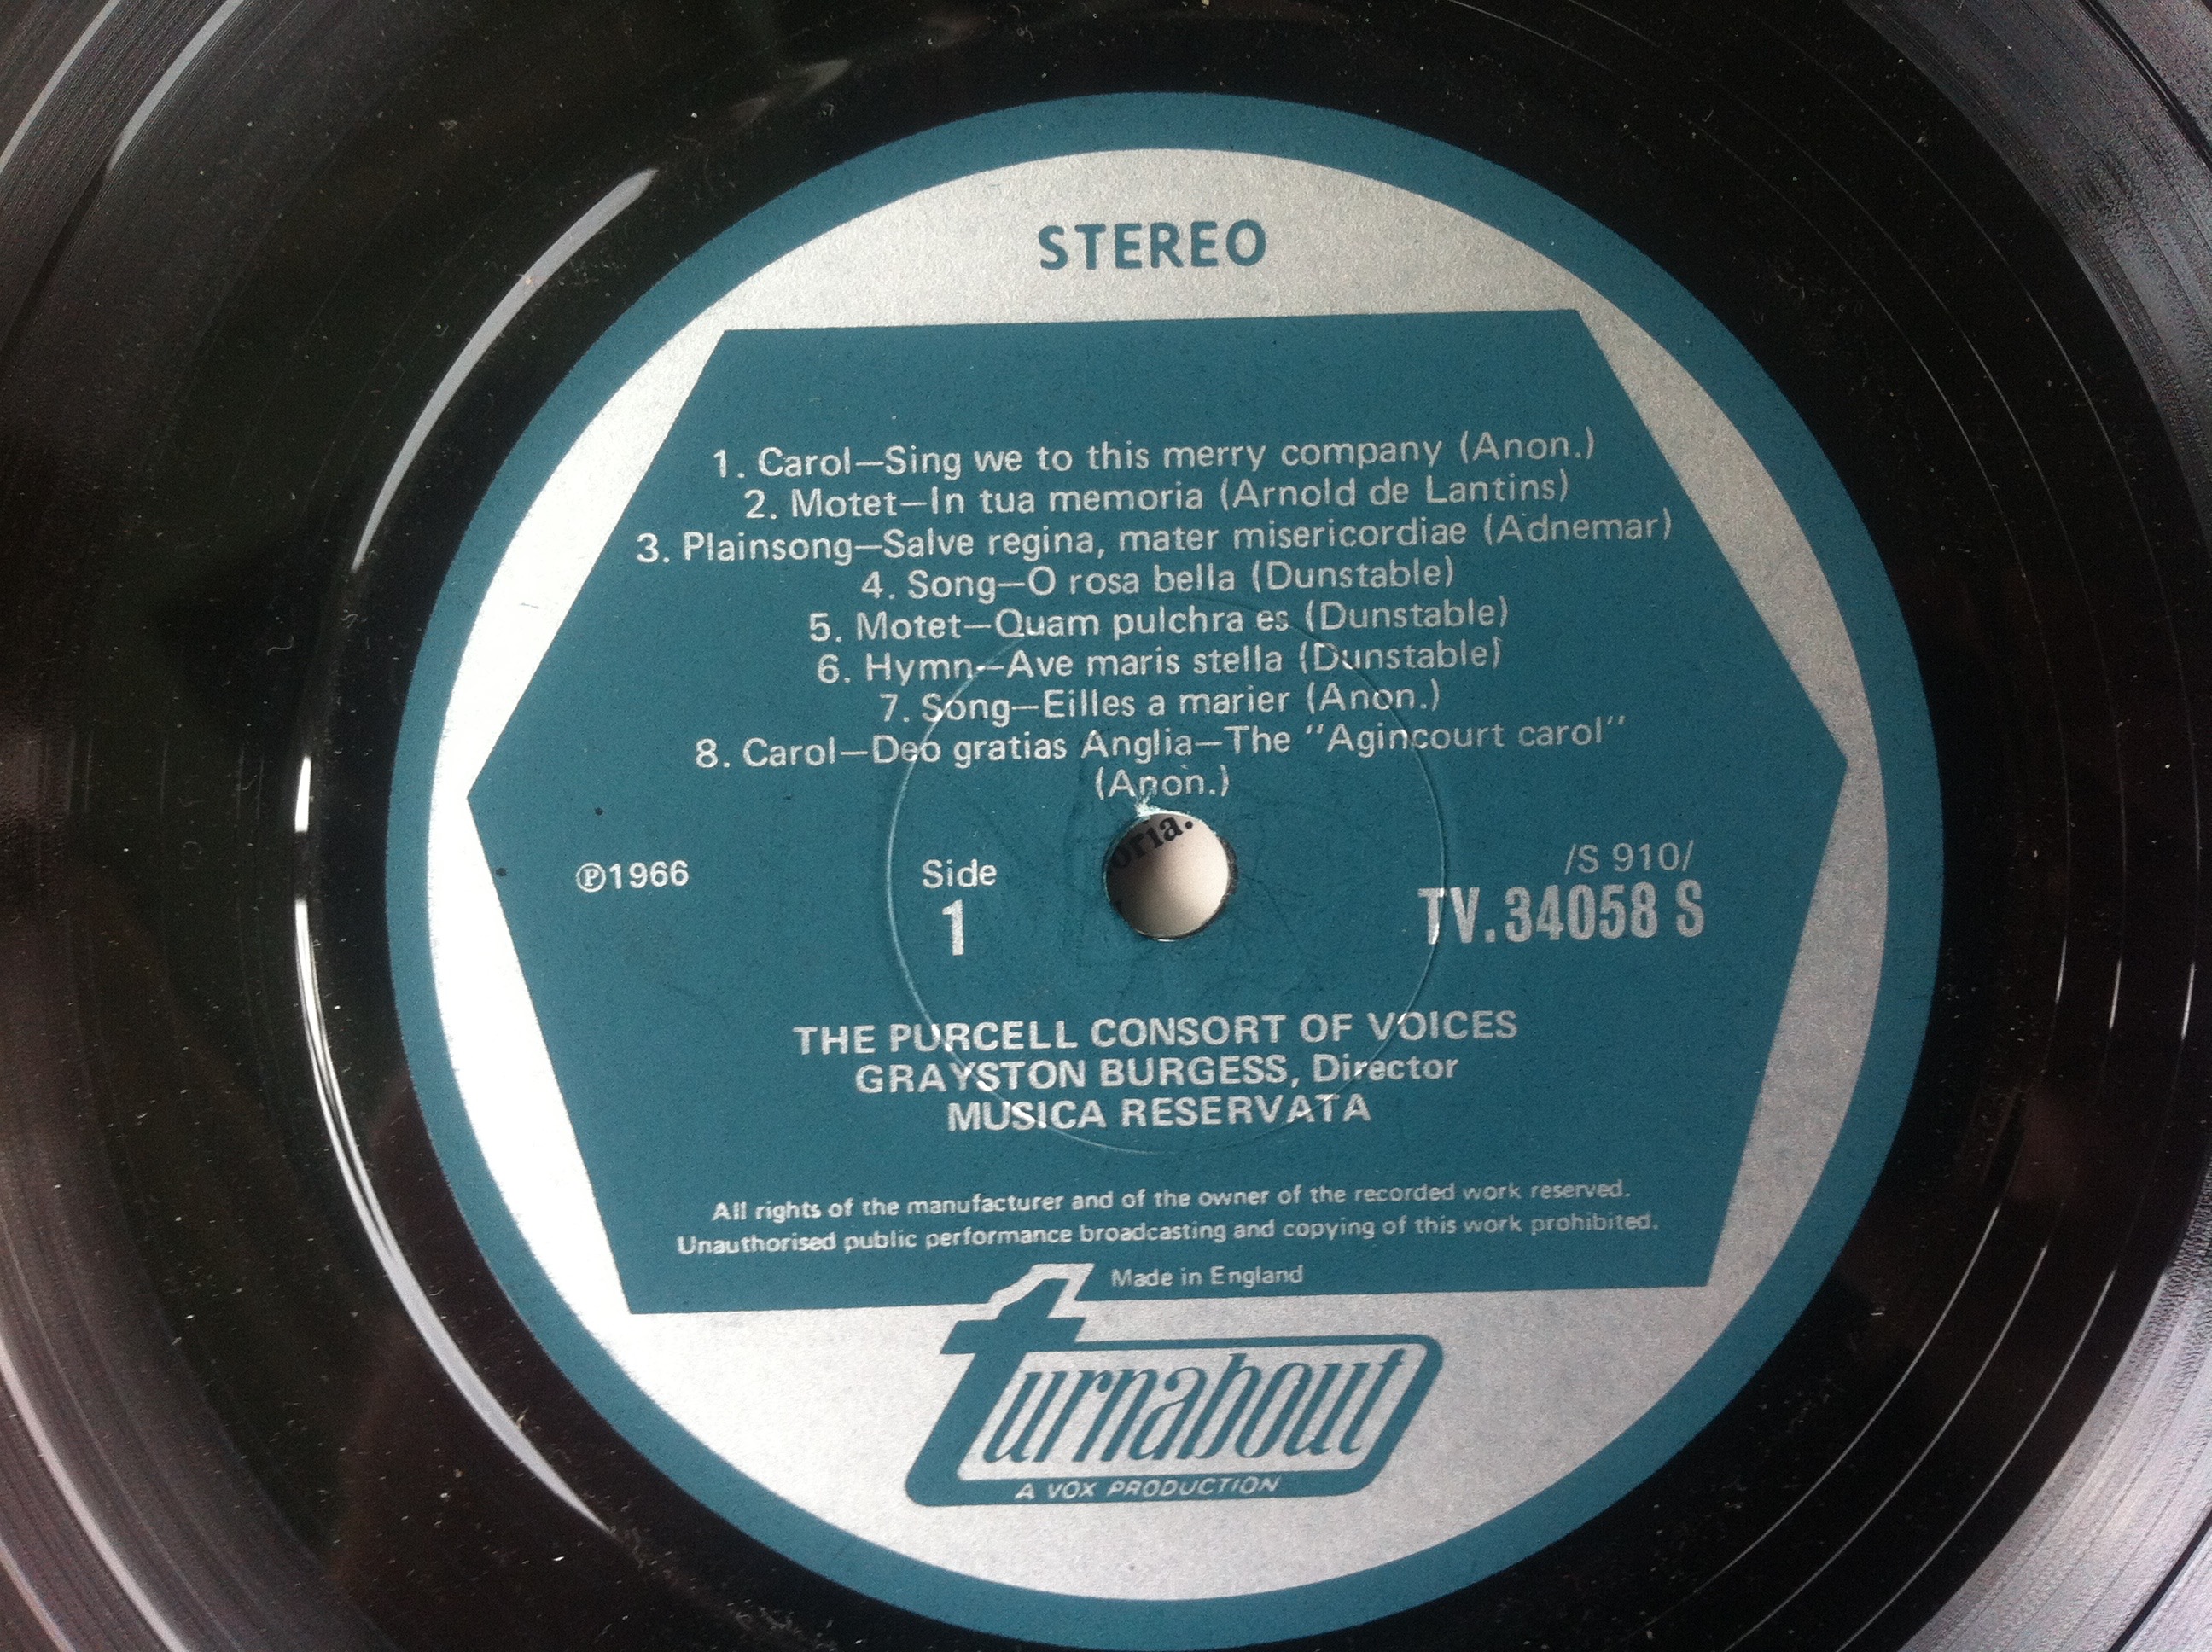 STEREO
1. Carol—Sing we to this merry company (Anon.)
2. Motet—In tua memoria (Arnold de Lantins)
3. Plainsong—Salve regina, mater misericordiae (Adnemar)
4. Song—O rosa bella (Dunstable)
5. Motet—Quam pulchra es (Dunstable)
6. Hymn—Ave maris stella (Dunstable)
7. Song—Eilles a marier (Anon.)
8. Carol—Deo gratias Anglia—The "Agincourt carol"
(Anon.)
oria.
℗1966
Side
1
/S 910/
TV.34058 S
THE PURCELL CONSORT OF VOICES
GRAYSTON BURGESS, Director
MUSICA RESERVATA
All rights of the manufacturer and of the owner of the recorded work reserved.
Unauthorised public performance broadcasting and copying of this work prohibited.
Made in England
turnabout
A VOX PRODUCTION